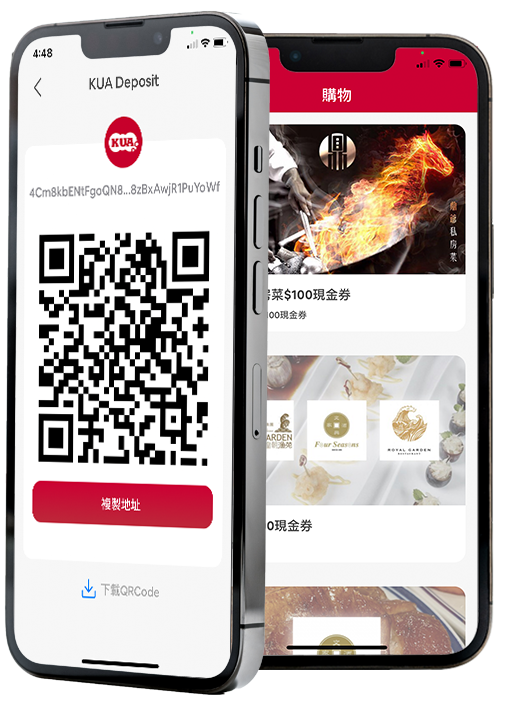 4:48
KUA Deposit
KUA
4Cm8kbENtFgoQN8...8zBxAwjR1PuYoWf
複製地址
下載QRCode
購物
鼎爺私房菜
房菜$100現金券
100現金券
ARDEN
Four Seasons
ROYAL GARDEN
RESTAURANT
0現金券